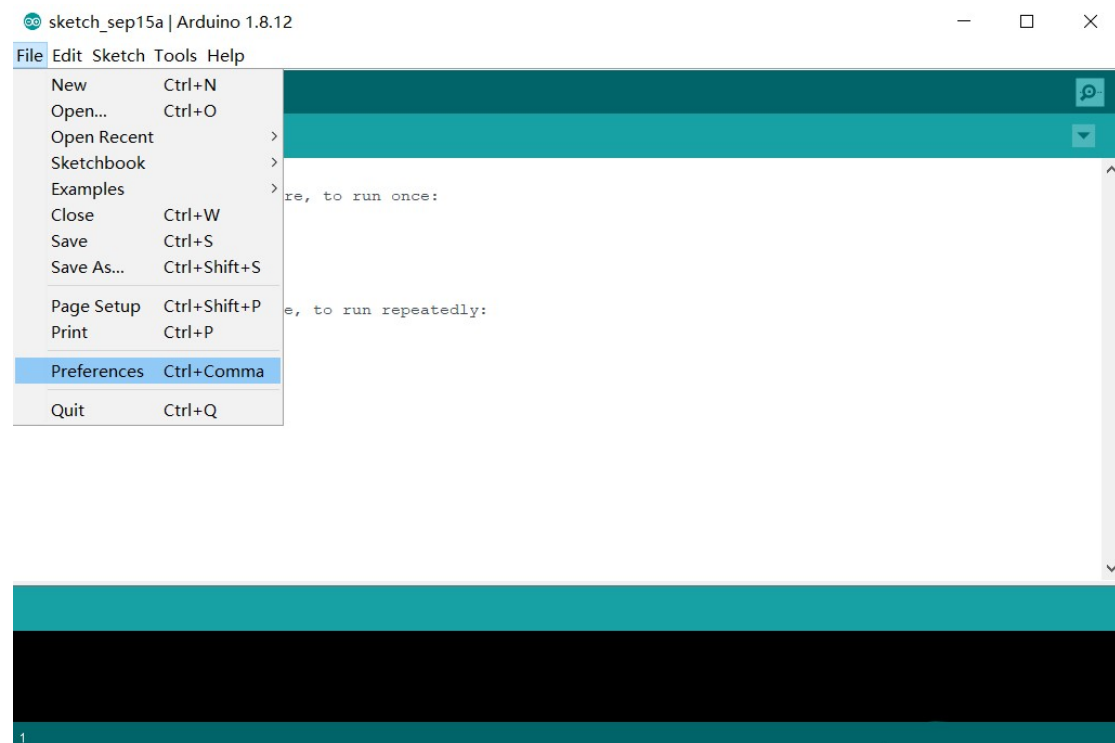 sketch_sep15a | Arduino 1.8.12
File Edit Sketch Tools Help
New Ctrl+N
Open... Ctrl+O
Open Recent
Sketchbook
Examples
re, to run once:
Close Ctrl+W
Save Ctrl+S
Save As... Ctrl+Shift+S
Page Setup Ctrl+Shift+P
e, to run repeatedly:
Print Ctrl+P
Preferences Ctrl+Comma
Quit Ctrl+Q
1